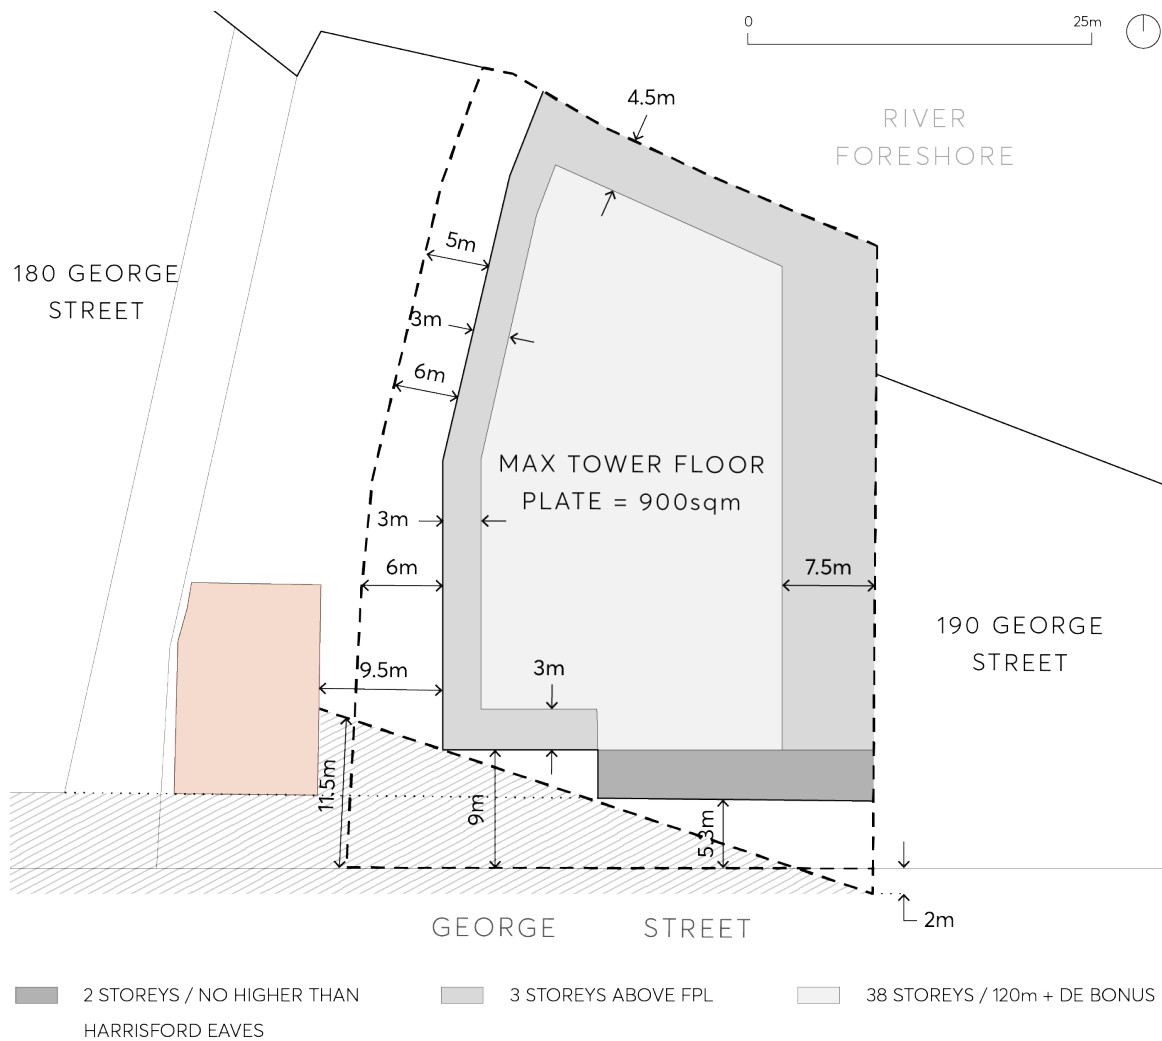 0
25m
4.5m
RIVER
FORESHORE
5m
180 GEORGE
STREET
3m
6m
MAX TOWER FLOOR
PLATE = 900sqm
3m
6m
7.5m
190 GEORGE
STREET
9.5m
3m
11.5m
9m
5.3m
2m
GEORGE STREET
2 STOREYS / NO HIGHER THAN
HARRISFORD EAVES
3 STOREYS ABOVE FPL
38 STOREYS / 120m + DE BONUS